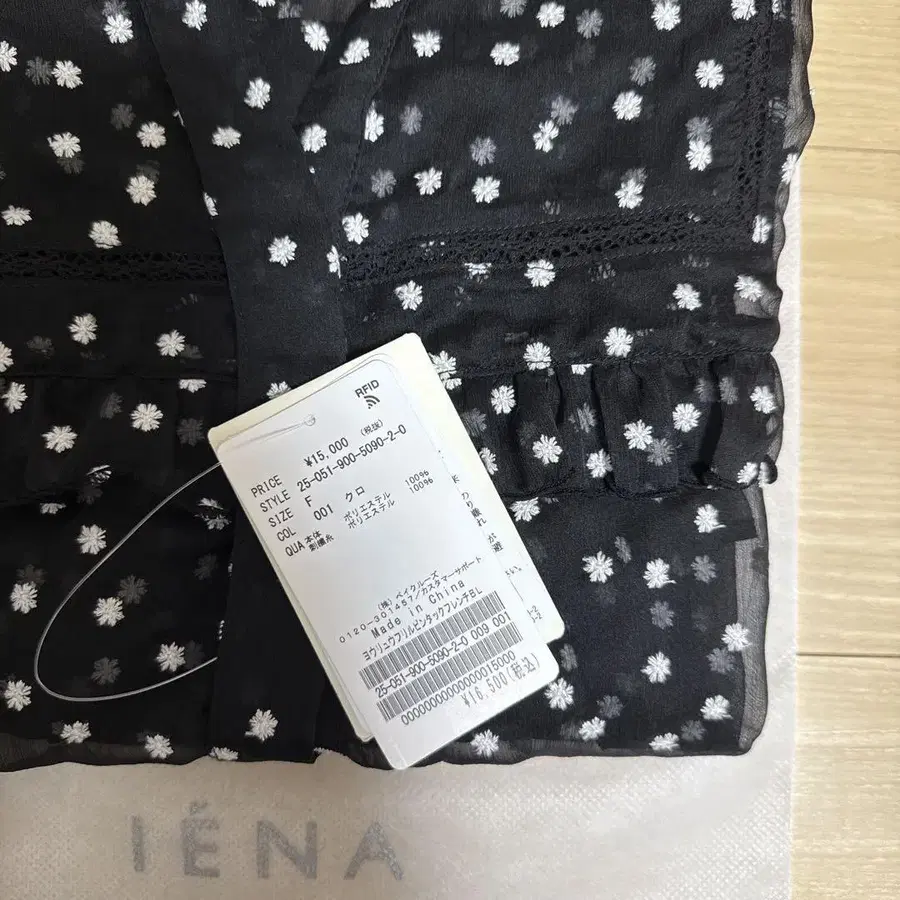 RFID
PRICE ¥15,000 (税抜)
STYLE 25-051-900-5090-2-0
SIZE F
COL 001 クロ
QUA 本体 ポリエステル 100%
刺繍糸 ポリエステル 100%
(株)ベイクルーズ
0120-301457/カスタマーサポート
Made in China
ヨウリュウフリルピンタックフレンチBL
25-051-900-5090-2-0 009 001
0000000000000015000
¥16,500(税込)
IÉNA